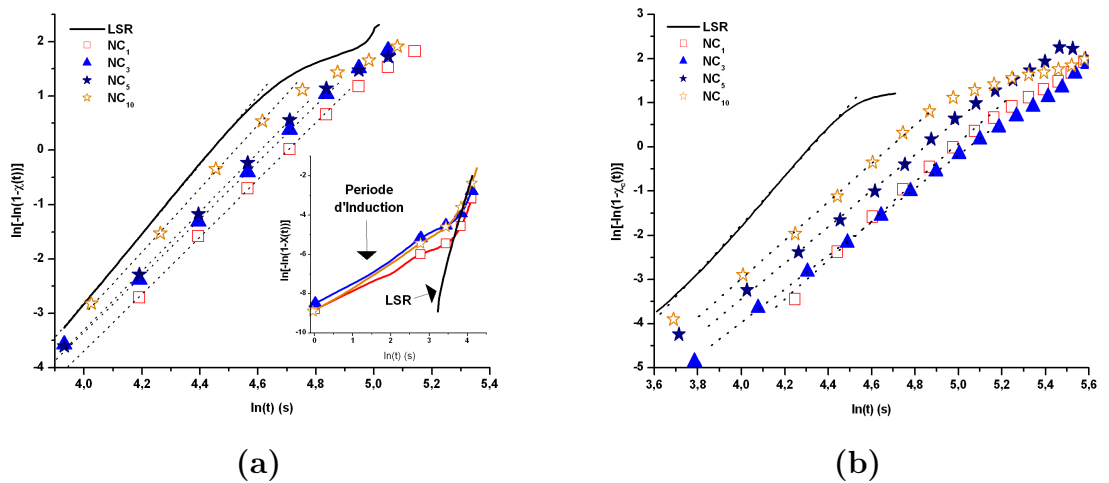 LSR
NC1
NC3
NC5
NC10
ln[-ln(1-χ(t))]
2
1
0
-1
-2
-3
-4
4,0 4,2 4,4 4,6 4,8 5,0 5,2 5,4
ln(t) (s)
Periode
d'Induction
LSR
ln[-ln(1-X(t))]
-2
-4
-6
-8
-10
0 1 2 3 4
ln(t) (s)
(a)
LSR
NC1
NC3
NC5
NC10
ln[-ln(1-χc(t))]
3
2
1
0
-1
-2
-3
-4
-5
3,6 3,8 4,0 4,2 4,4 4,6 4,8 5,0 5,2 5,4 5,6
ln(t) (s)
(b)